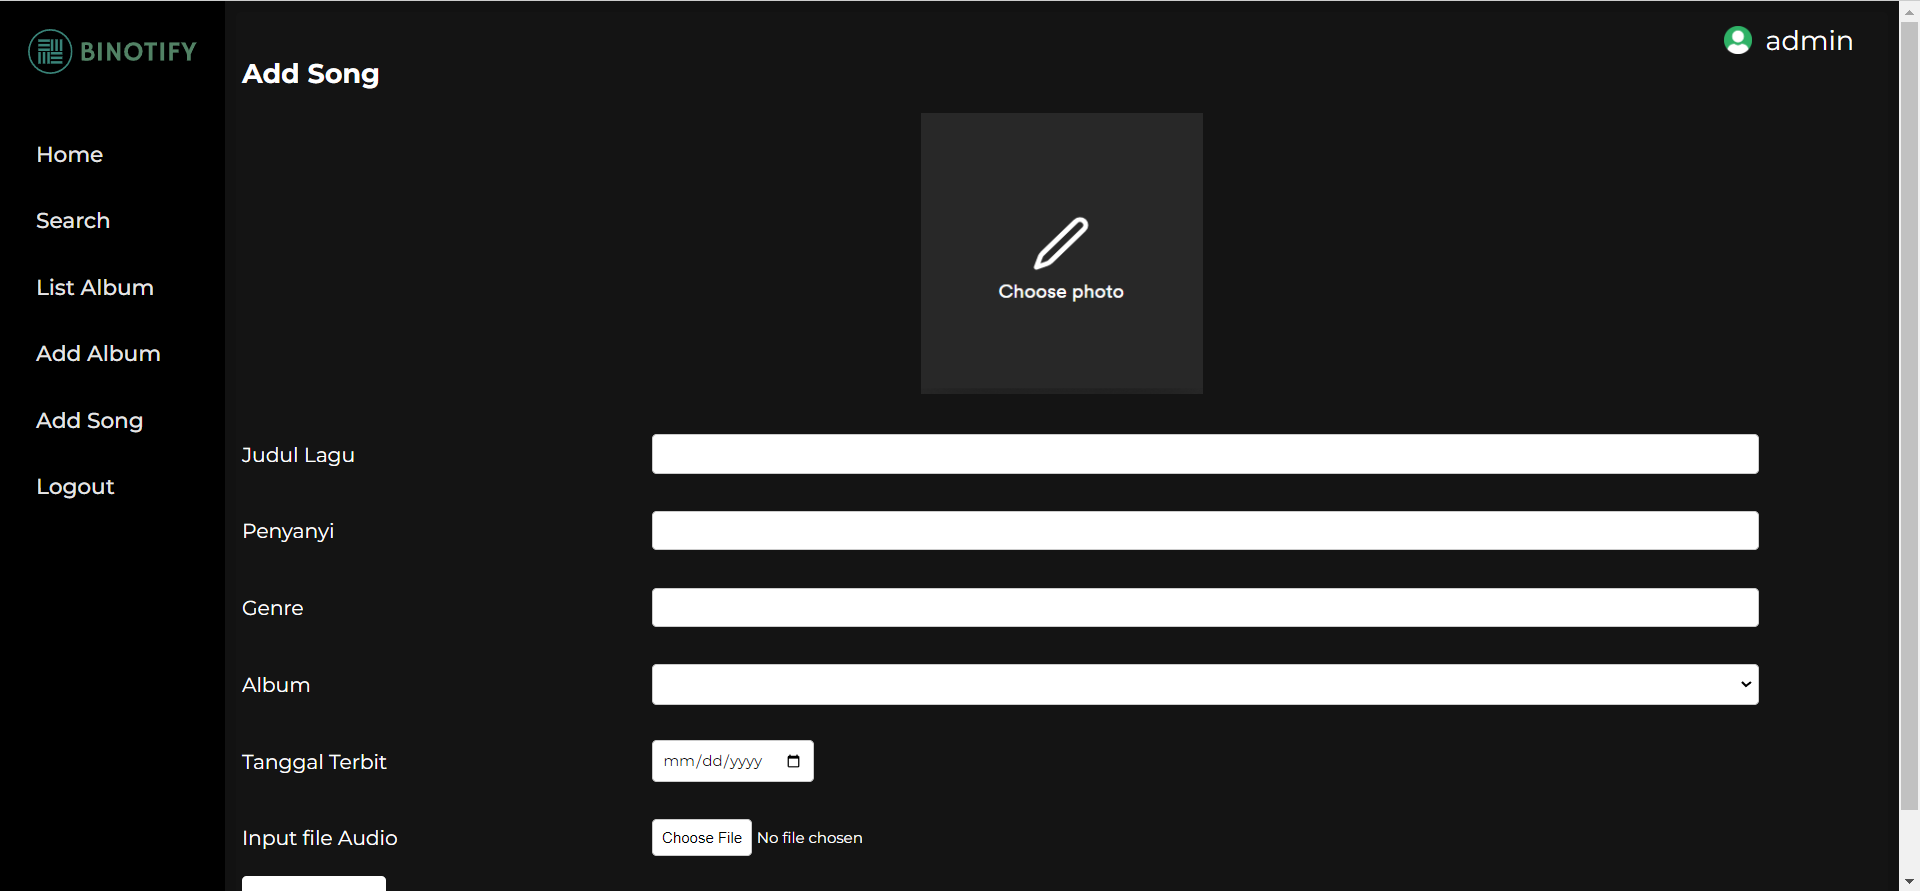 BINOTIFY
admin
Add Song
Home
Search
List Album
Add Album
Add Song
Logout
Choose photo
Judul Lagu
Penyanyi
Genre
Album
Tanggal Terbit
mm/dd/yyyy
Input file Audio
Choose File No file chosen